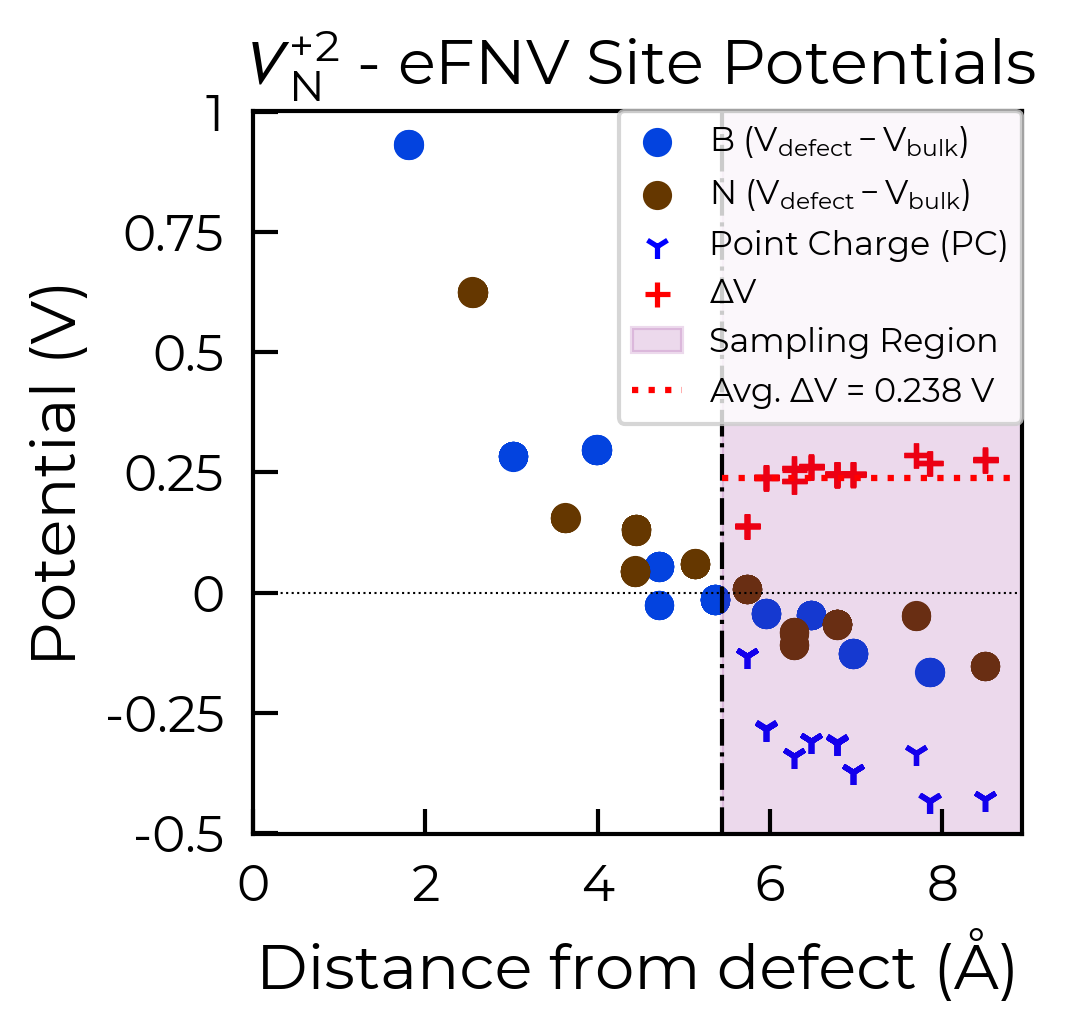 V_N^{+2} - eFNV Site Potentials
1
0.75
0.5
0.25
0
-0.25
-0.5
Potential (V)
B (V_defect − V_bulk)
N (V_defect − V_bulk)
Point Charge (PC)
ΔV
Sampling Region
Avg. ΔV = 0.238 V
0 2 4 6 8
Distance from defect (Å)